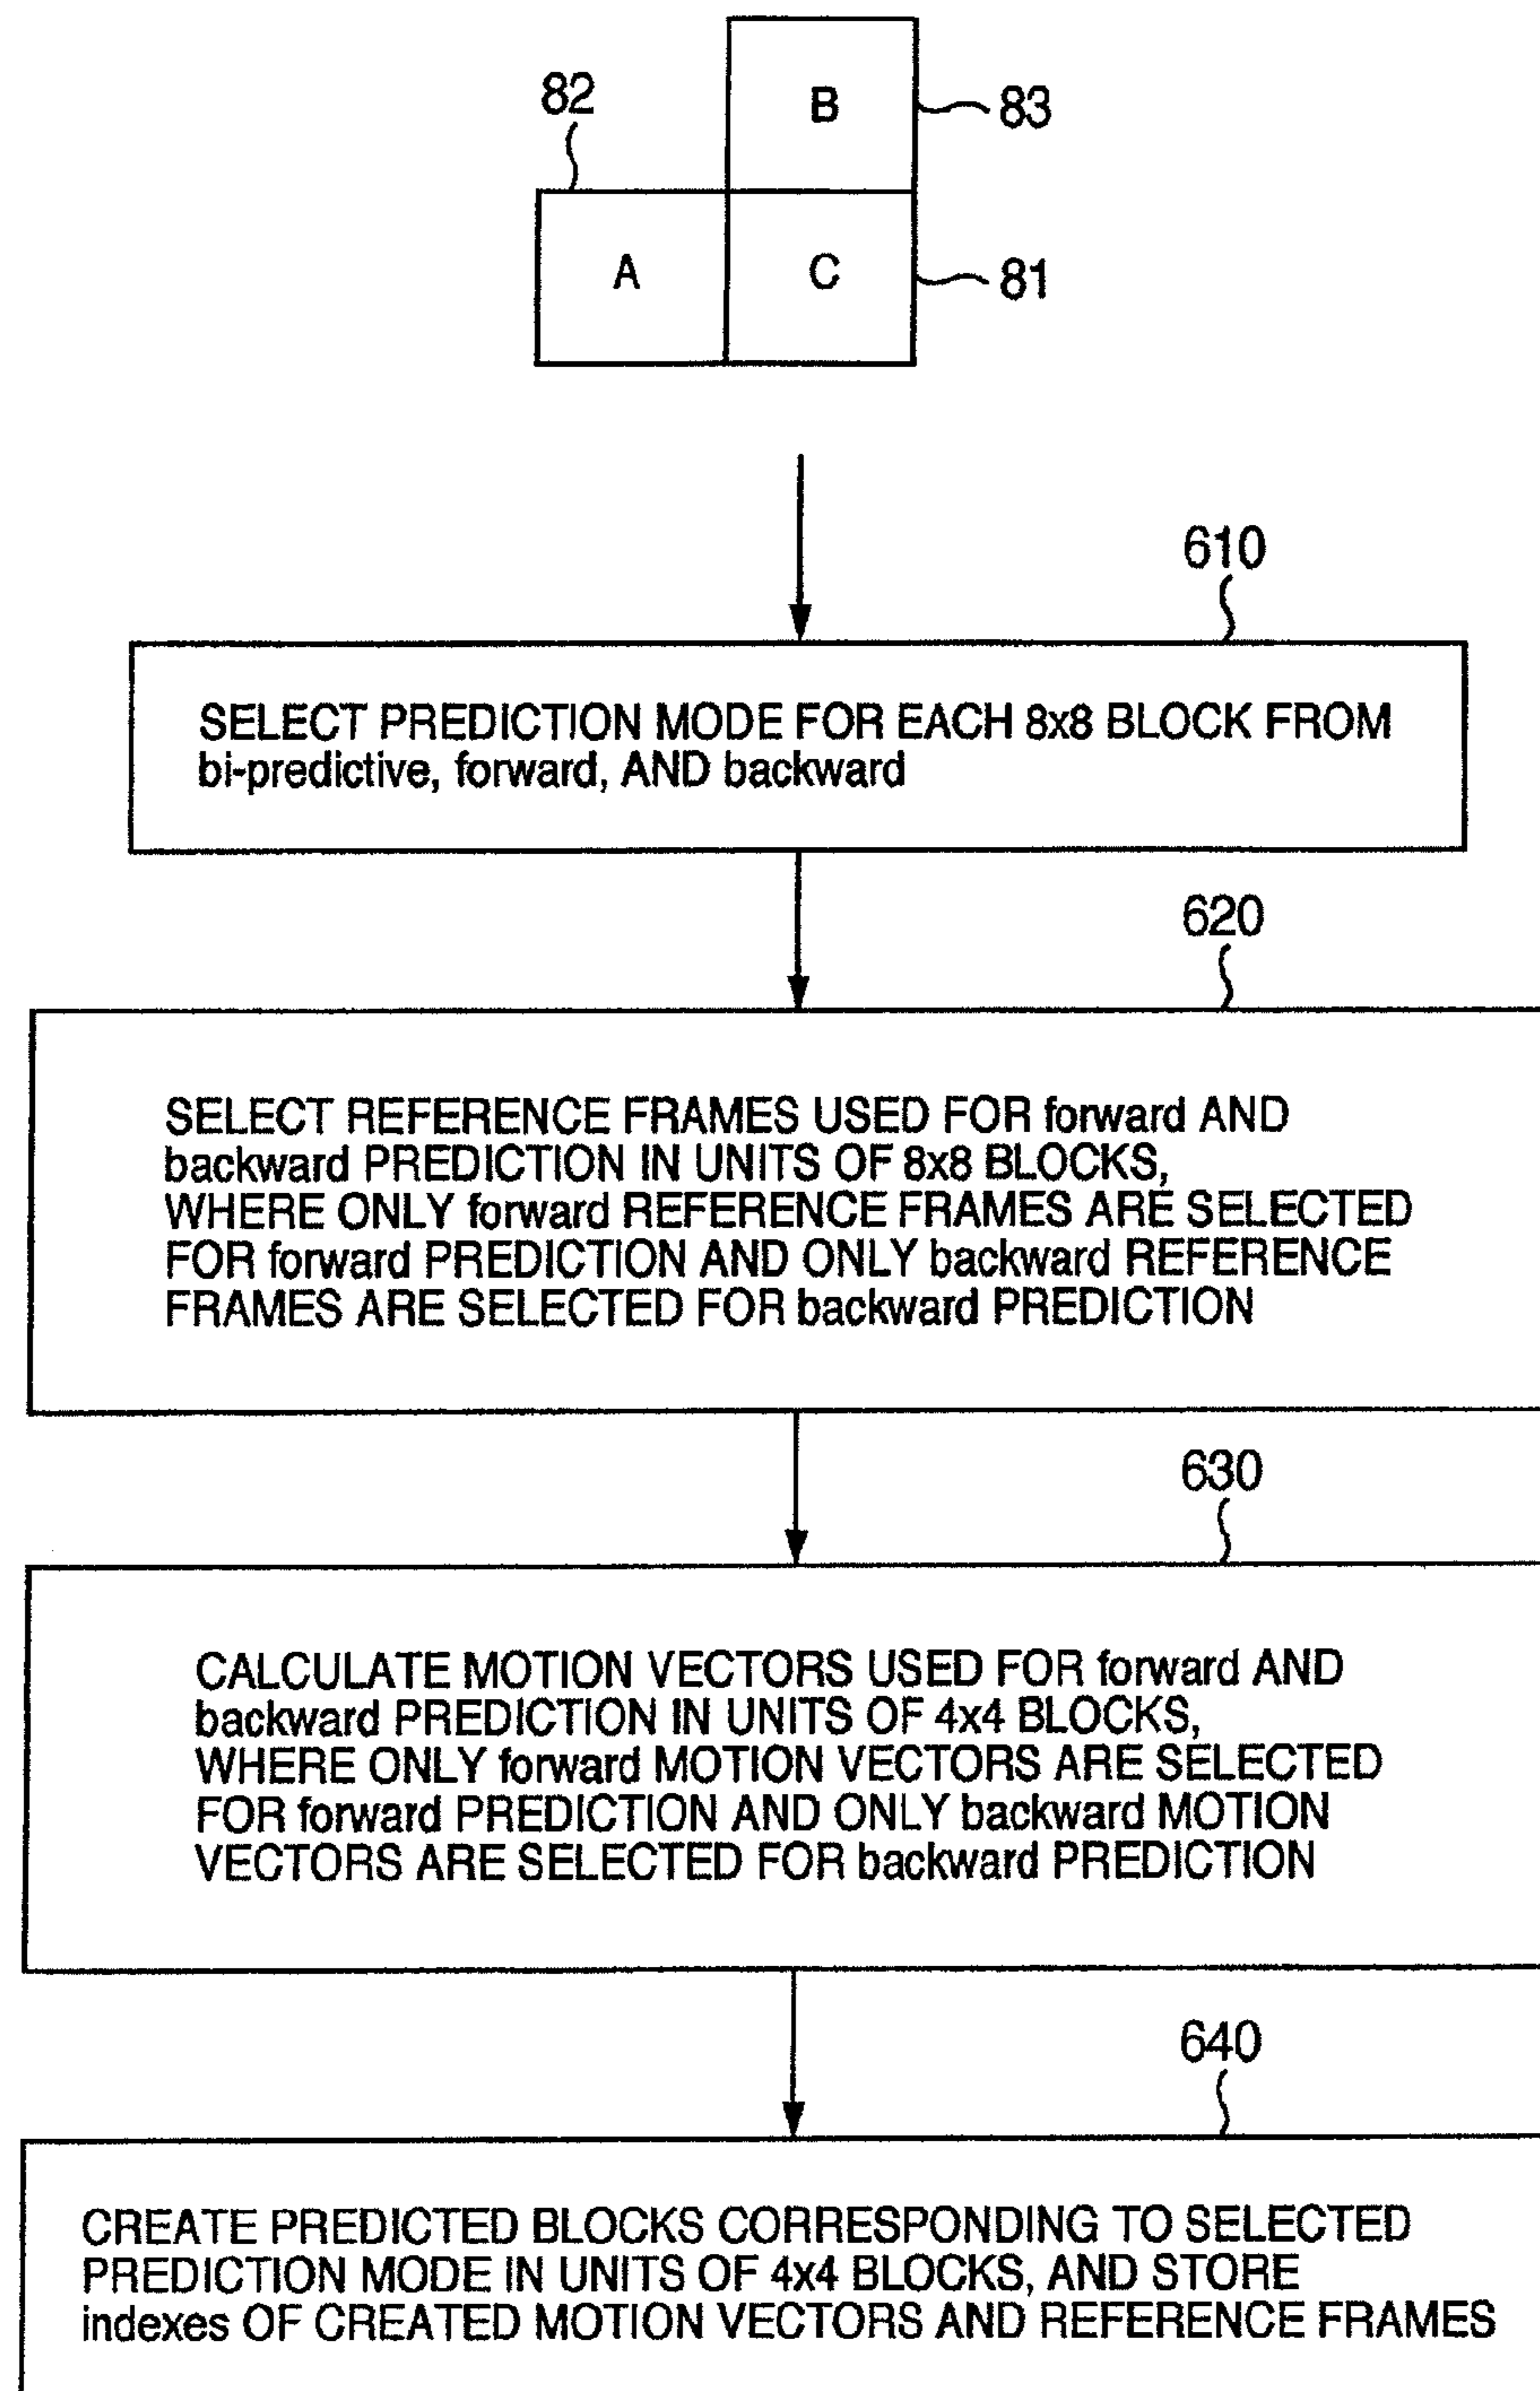 B
82
83
A
C
81
610
SELECT PREDICTION MODE FOR EACH 8x8 BLOCK FROM
bi-predictive, forward, AND backward
620
SELECT REFERENCE FRAMES USED FOR forward AND
backward PREDICTION IN UNITS OF 8x8 BLOCKS,
WHERE ONLY forward REFERENCE FRAMES ARE SELECTED
FOR forward PREDICTION AND ONLY backward REFERENCE
FRAMES ARE SELECTED FOR backward PREDICTION
630
CALCULATE MOTION VECTORS USED FOR forward AND
backward PREDICTION IN UNITS OF 4x4 BLOCKS,
WHERE ONLY forward MOTION VECTORS ARE SELECTED
FOR forward PREDICTION AND ONLY backward MOTION
VECTORS ARE SELECTED FOR backward PREDICTION
640
CREATE PREDICTED BLOCKS CORRESPONDING TO SELECTED
PREDICTION MODE IN UNITS OF 4x4 BLOCKS, AND STORE
indexes OF CREATED MOTION VECTORS AND REFERENCE FRAMES